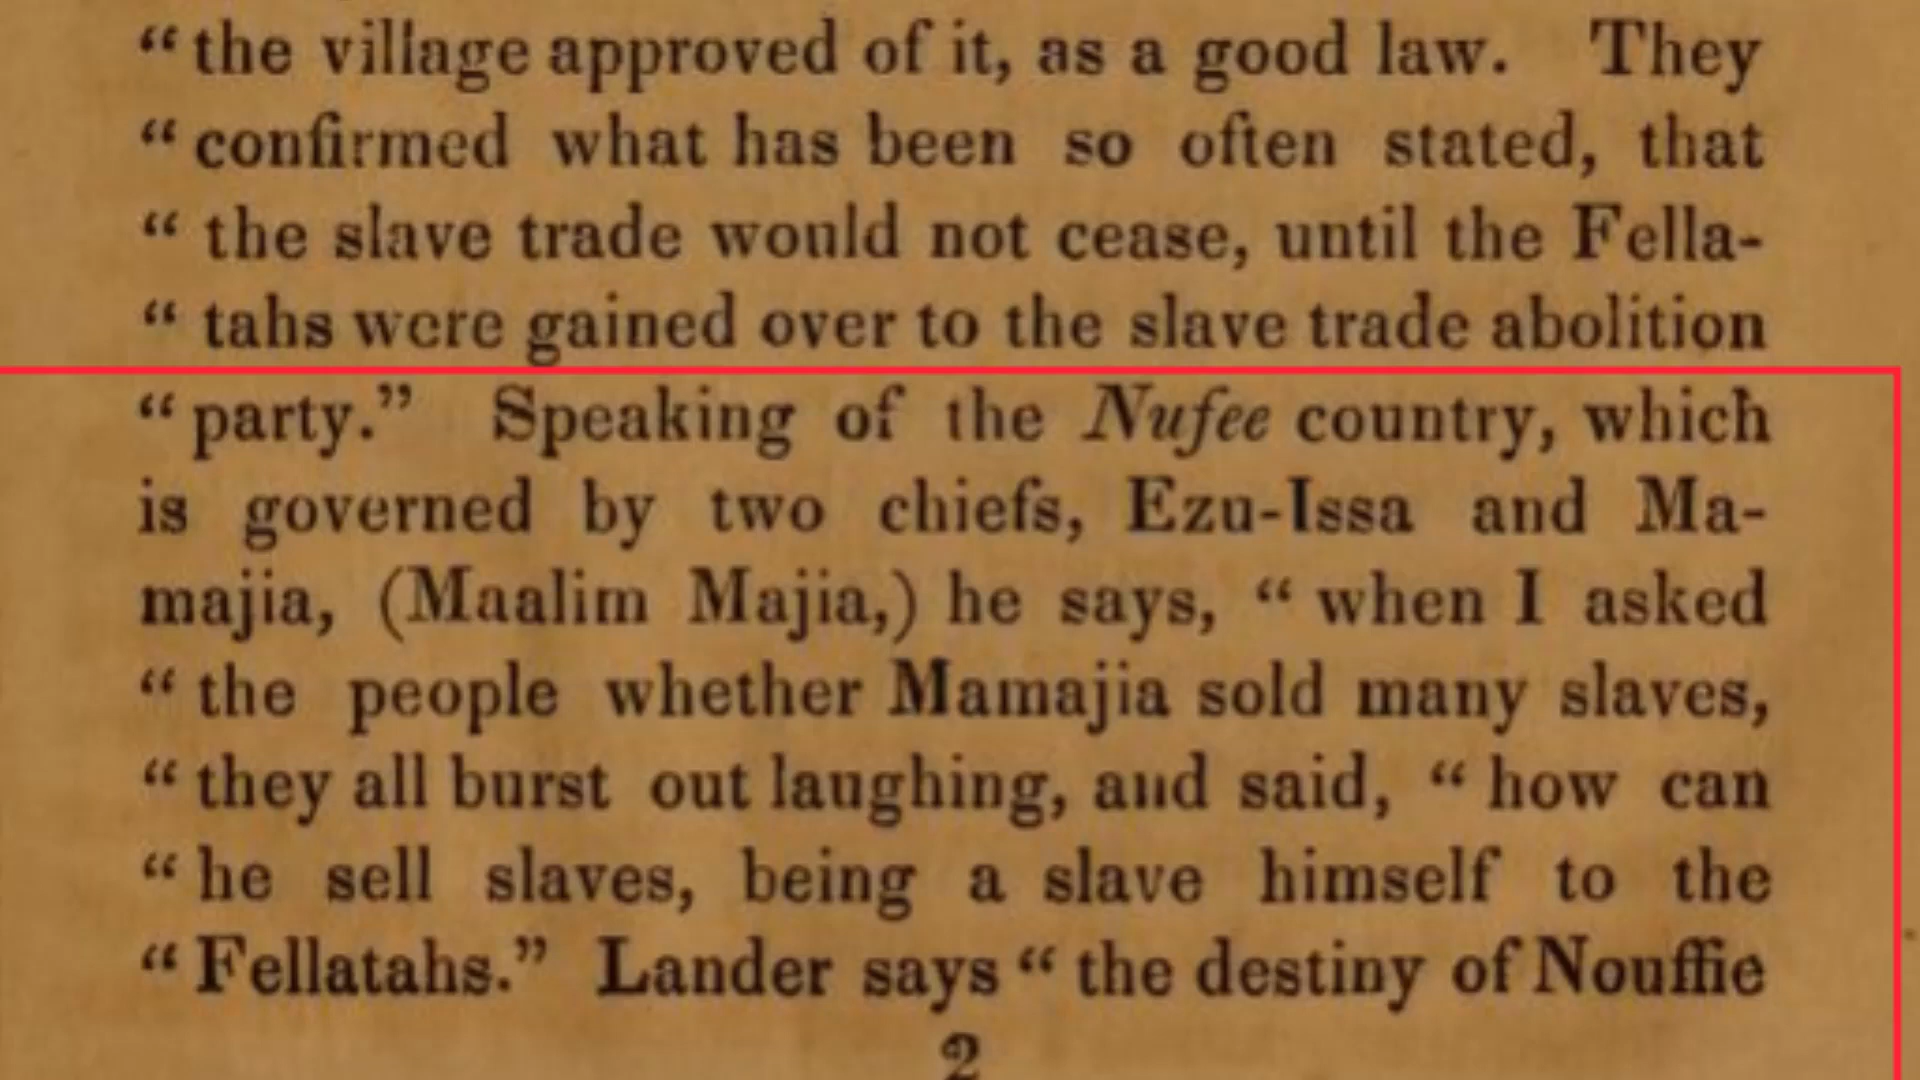 “ the village approved of it, as a good law. They
“ confirmed what has been so often stated, that
“ the slave trade would not cease, until the Fella-
“ tahs were gained over to the slave trade abolition
“ party.” Speaking of the Nufee country, which
is governed by two chiefs, Ezu-Issa and Ma-
majia, (Maalim Majia,) he says, “ when I asked
“ the people whether Mamajia sold many slaves,
“ they all burst out laughing, and said, “ how can
“ he sell slaves, being a slave himself to the
“ Fellatahs.” Lander says “ the destiny of Nouffie
2